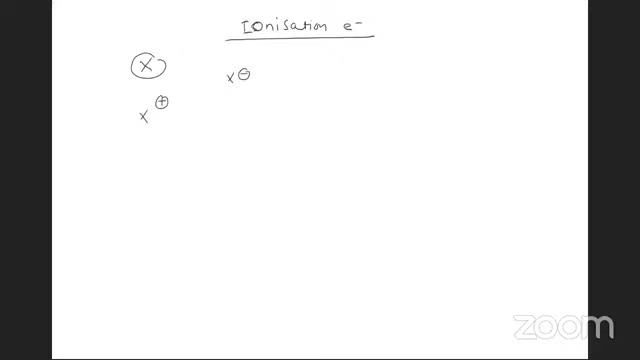 Ionisation e-
X
x⊖
x⊕
zoom